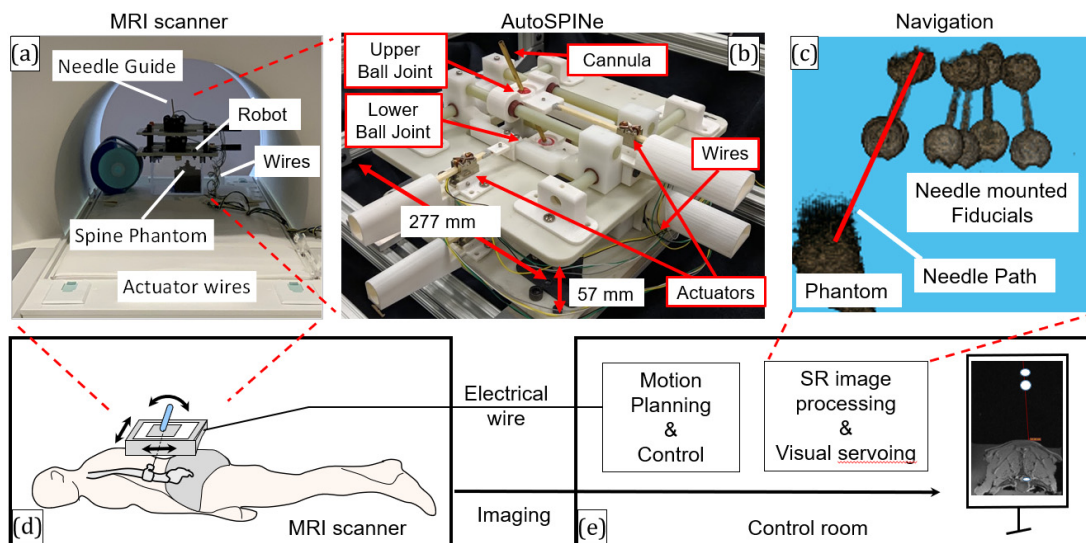 MRI scanner
AutoSPINe
Navigation
(a)
Needle Guide
Robot
Wires
Spine Phantom
Actuator wires
(b)
Upper
Ball Joint
Cannula
Lower
Ball Joint
Wires
277 mm
57 mm
Actuators
(c)
Needle mounted
Fiducials
Needle Path
Phantom
(d)
MRI scanner
Electrical
wire
Imaging
(e)
Motion
Planning
&
Control
SR image
processing
&
Visual servoing
Control room